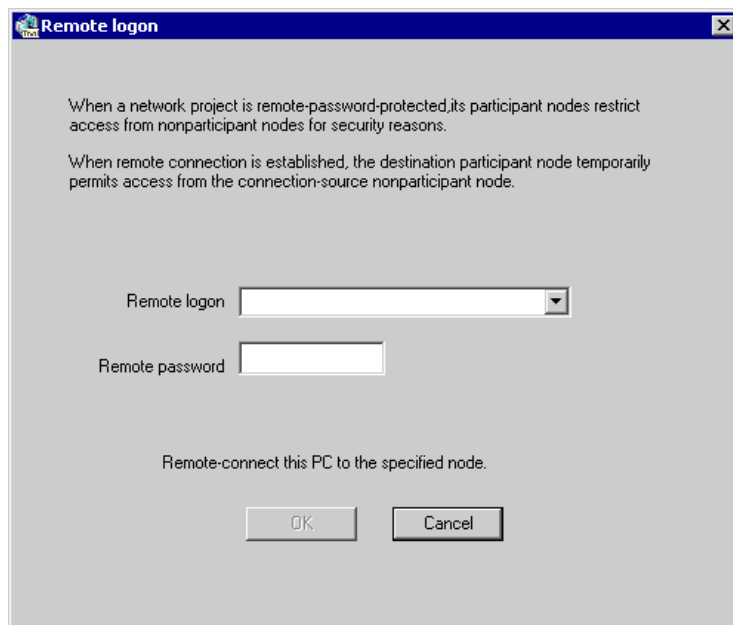 Remote logon
When a network project is remote-password-protected,its participant nodes restrict
access from nonparticipant nodes for security reasons.
When remote connection is established, the destination participant node temporarily
permits access from the connection-source nonparticipant node.
Remote logon
Remote password
Remote-connect this PC to the specified node.
OK
Cancel